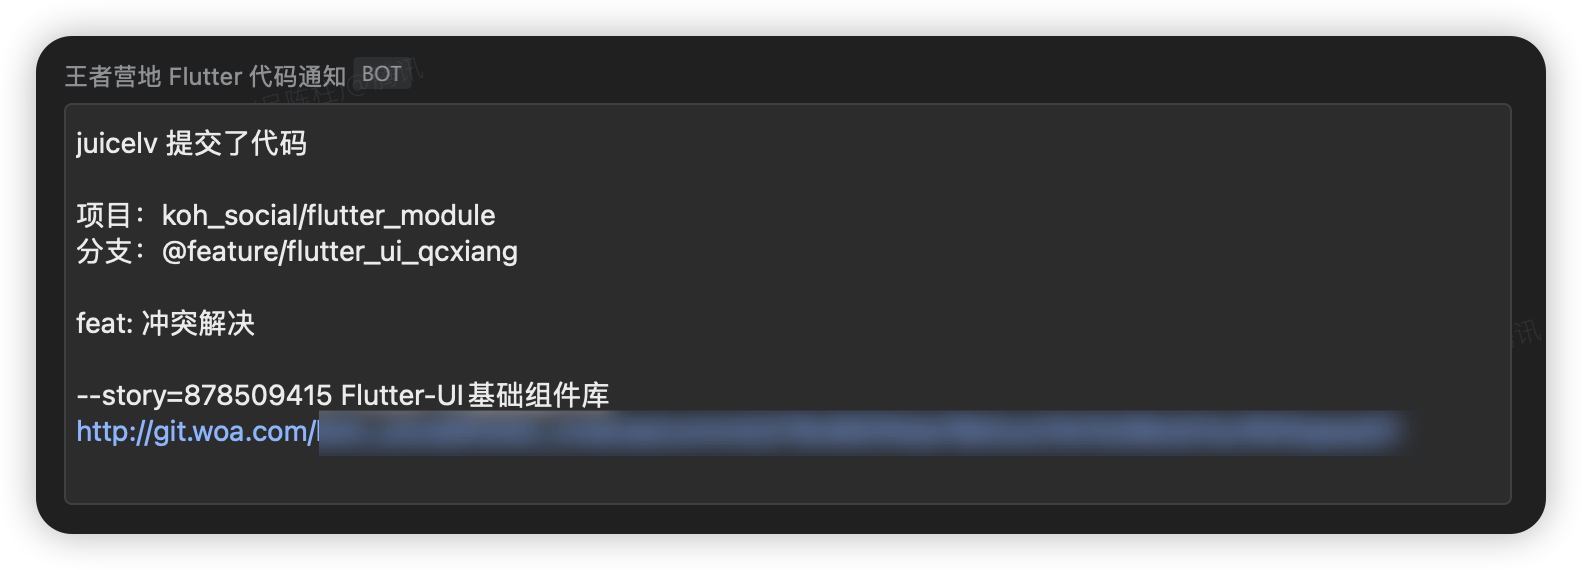 王者营地 Flutter 代码通知 BOT
juicelv 提交了代码
项目：koh_social/flutter_module
分支：@feature/flutter_ui_qcxiang
feat: 冲突解决
--story=878509415 Flutter-UI基础组件库
http://git.woa.com/